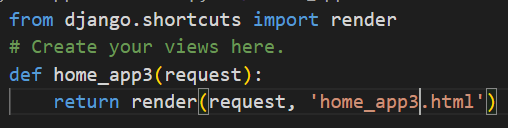 from django.shortcuts import render
# Create your views here.
def home_app3(request):
    return render(request, 'home_app3.html')